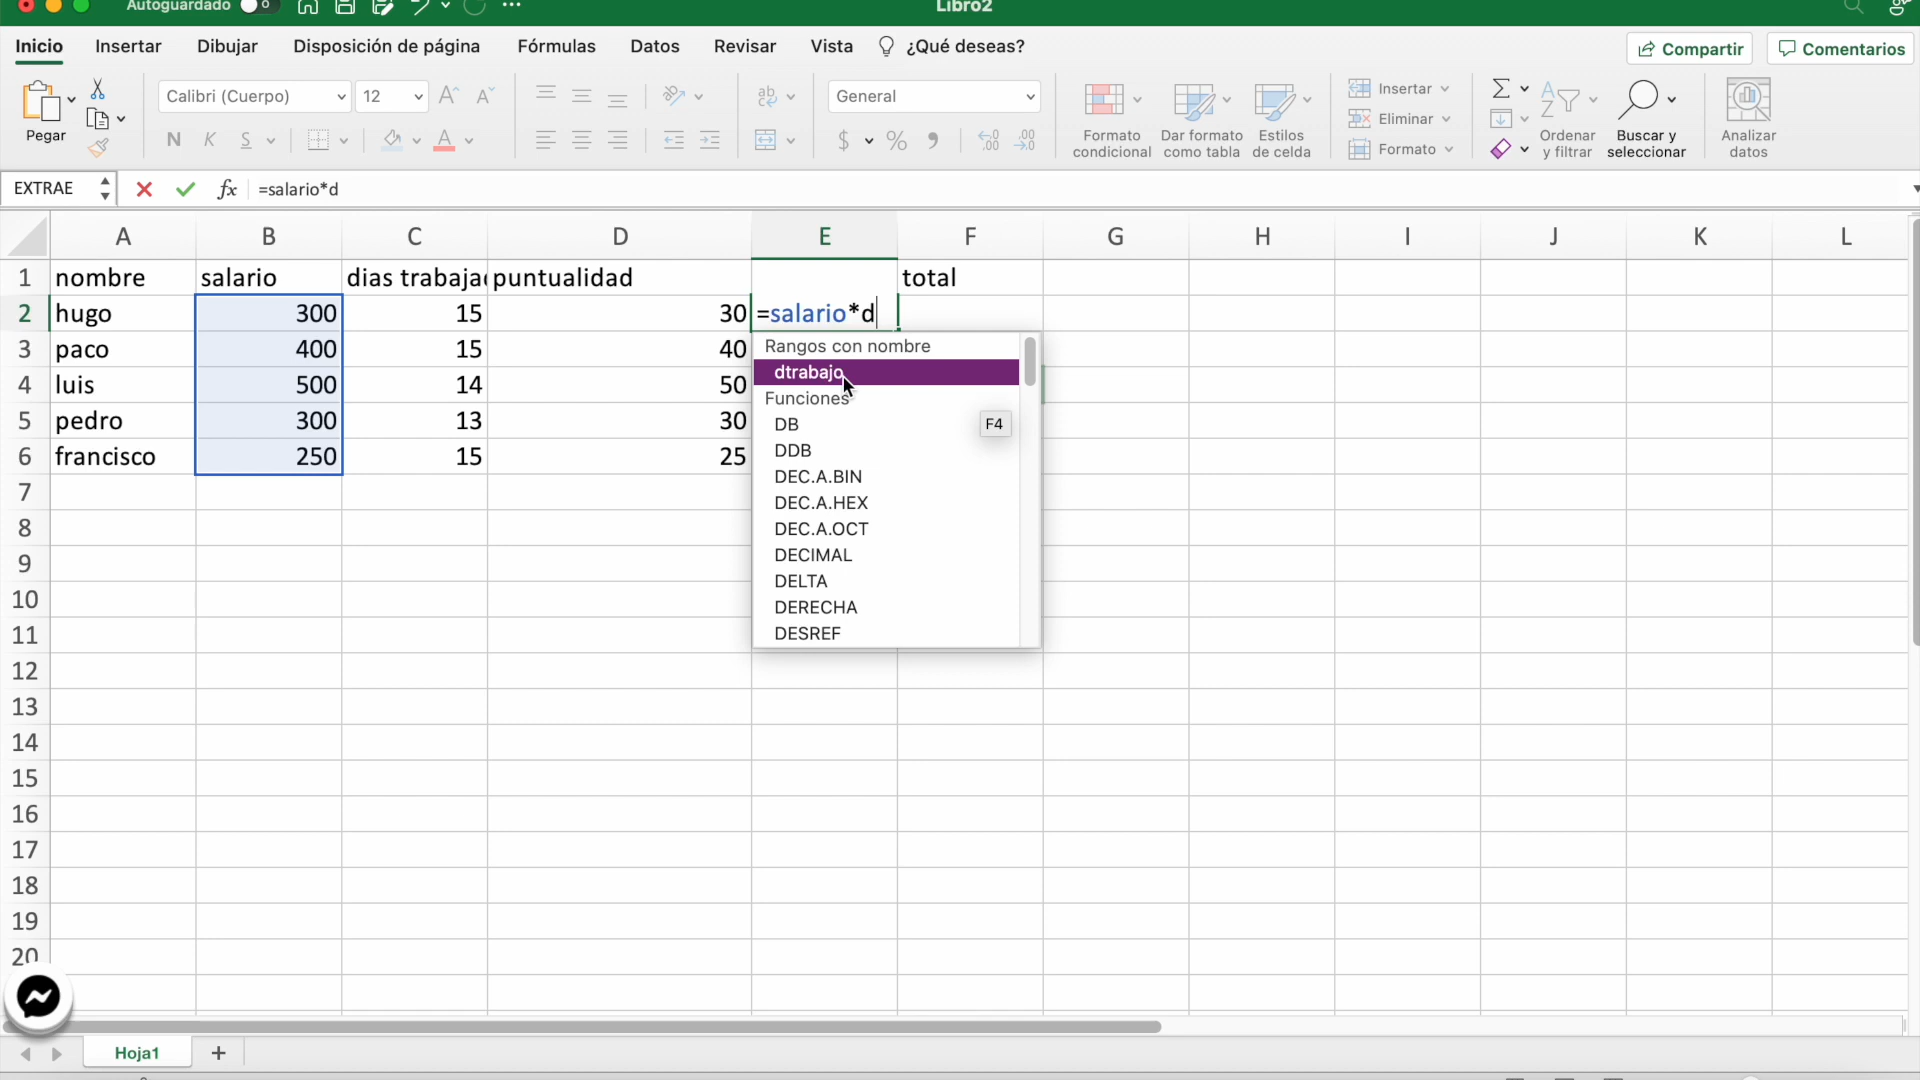 Autoguardado
Libro2
Inicio Insertar Dibujar Disposición de página Fórmulas Datos Revisar Vista ¿Qué deseas? Compartir Comentarios
Pegar
Calibri (Cuerpo) 12
N K S
General
$ %
Formato condicional
Dar formato como tabla
Estilos de celda
Insertar
Eliminar
Formato
Ordenar y filtrar
Buscar y seleccionar
Analizar datos
EXTRAE fx =salario*d
A B C D E F G H I J K L
1 nombre salario dias trabaja puntualidad total
2 hugo 300 15 30 =salario*d
3 paco 400 15 40
4 luis 500 14 50
5 pedro 300 13 30
6 francisco 250 15 25
7
8
9
10
11
12
13
14
15
16
17
18
19
20
Rangos con nombre
dtrabajo
Funciones
DB
DDB
DEC.A.BIN
DEC.A.HEX
DEC.A.OCT
DECIMAL
DELTA
DERECHA
DESREF
F4
Hoja1 +